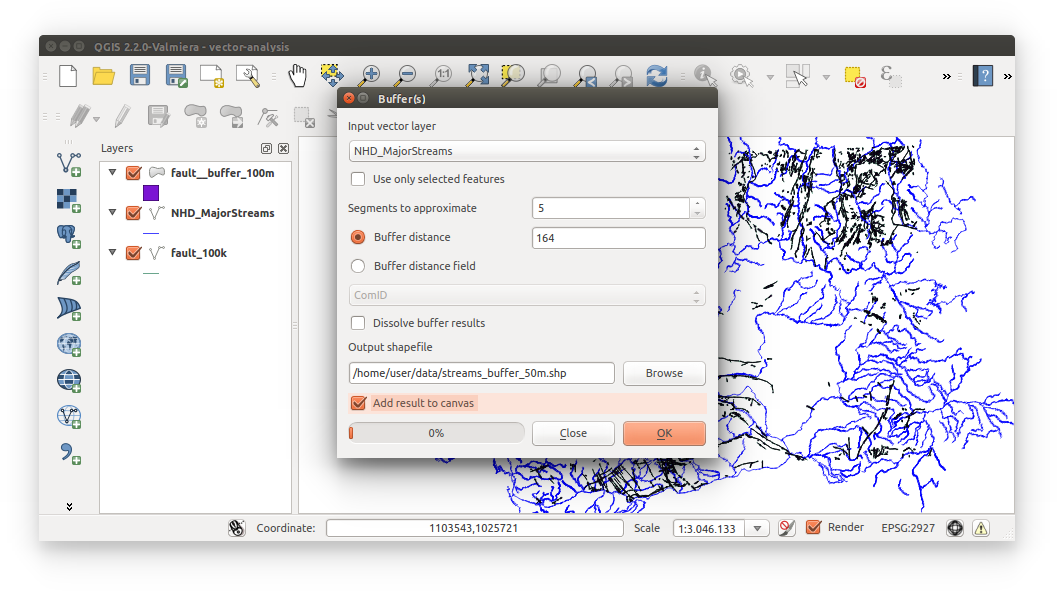 QGIS 2.2.0-Valmiera - vector-analysis
1:1
ε
?
»
»
Buffer(s)
Input vector layer
NHD_MajorStreams
Use only selected features
Segments to approximate
5
Buffer distance
164
Buffer distance field
ComID
Dissolve buffer results
Output shapefile
/home/user/data/streams_buffer_50m.shp
Browse
Add result to canvas
0%
Close
OK
Layers
fault__buffer_100m
NHD_MajorStreams
fault_100k
Coordinate:
1103543,1025721
Scale
1:3.046.133
Render
EPSG:2927